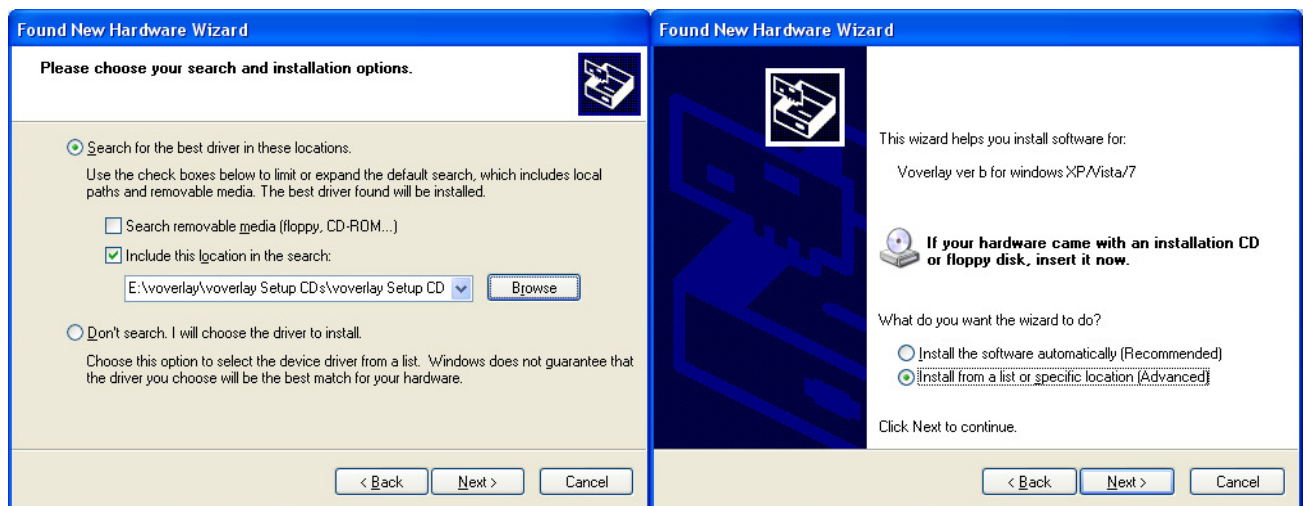 Found New Hardware Wizard
Please choose your search and installation options.
Search for the best driver in these locations.
Use the check boxes below to limit or expand the default search, which includes local
paths and removable media. The best driver found will be installed.
Search removable media (floppy, CD-ROM...)
Include this location in the search:
E:\voverlay\voverlay Setup CDs\voverlay Setup CD
Browse
Don't search. I will choose the driver to install.
Choose this option to select the device driver from a list. Windows does not guarantee that
the driver you choose will be the best match for your hardware.
< Back
Next >
Cancel
Found New Hardware Wizard
This wizard helps you install software for:
Voverlay ver b for windows XP/Vista/7
If your hardware came with an installation CD
or floppy disk, insert it now.
What do you want the wizard to do?
Install the software automatically (Recommended)
Install from a list or specific location (Advanced)
Click Next to continue.
< Back
Next >
Cancel